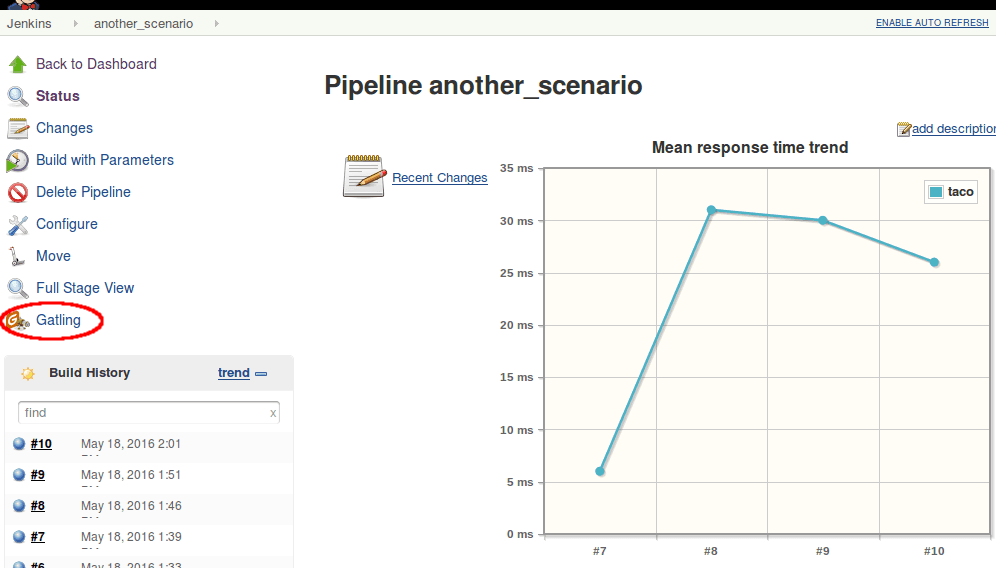 Jenkins another_scenario ENABLE AUTO REFRESH
Back to Dashboard
Status
Changes
Build with Parameters
Delete Pipeline
Configure
Move
Full Stage View
Gatling
Build History trend
find x
#10 May 18, 2016 2:01
#9 May 18, 2016 1:51
#8 May 18, 2016 1:46
#7 May 18, 2016 1:39
#6 May 18, 2016 1:33
Pipeline another_scenario
add description
Recent Changes
Mean response time trend
taco
35 ms
30 ms
25 ms
20 ms
15 ms
10 ms
5 ms
0 ms
#7 #8 #9 #10